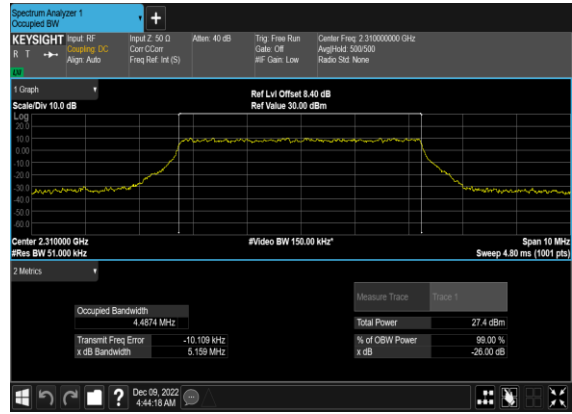 Spectrum Analyzer 1
Occupied BW
+
KEYSIGHT Input: RF Input Z: 50 Ω Atten: 40 dB Trig: Free Run Center Freq: 2.310000000 GHz
R T Coupling: DC Corr CCorr Gate: Off Avg|Hold: 500/500
Align: Auto Freq Ref: Int (S) #IF Gain: Low Radio Std: None
1 Graph Ref Lvl Offset 8.40 dB
Scale/Div 10.0 dB Ref Value 30.00 dBm
Log
20.0
10.0
0.00
-10.0
-20.0
-30.0
-40.0
-50.0
-60.0
Center 2.310000 GHz #Video BW 150.00 kHz* Span 10 MHz
#Res BW 51.000 kHz Sweep 4.80 ms (1001 pts)
2 Metrics
Measure Trace Trace 1
Occupied Bandwidth
4.4874 MHz Total Power 27.4 dBm
Transmit Freq Error -10.109 kHz % of OBW Power 99.00 %
x dB Bandwidth 5.159 MHz x dB -26.00 dB
? Dec 09, 2022
4:44:18 AM